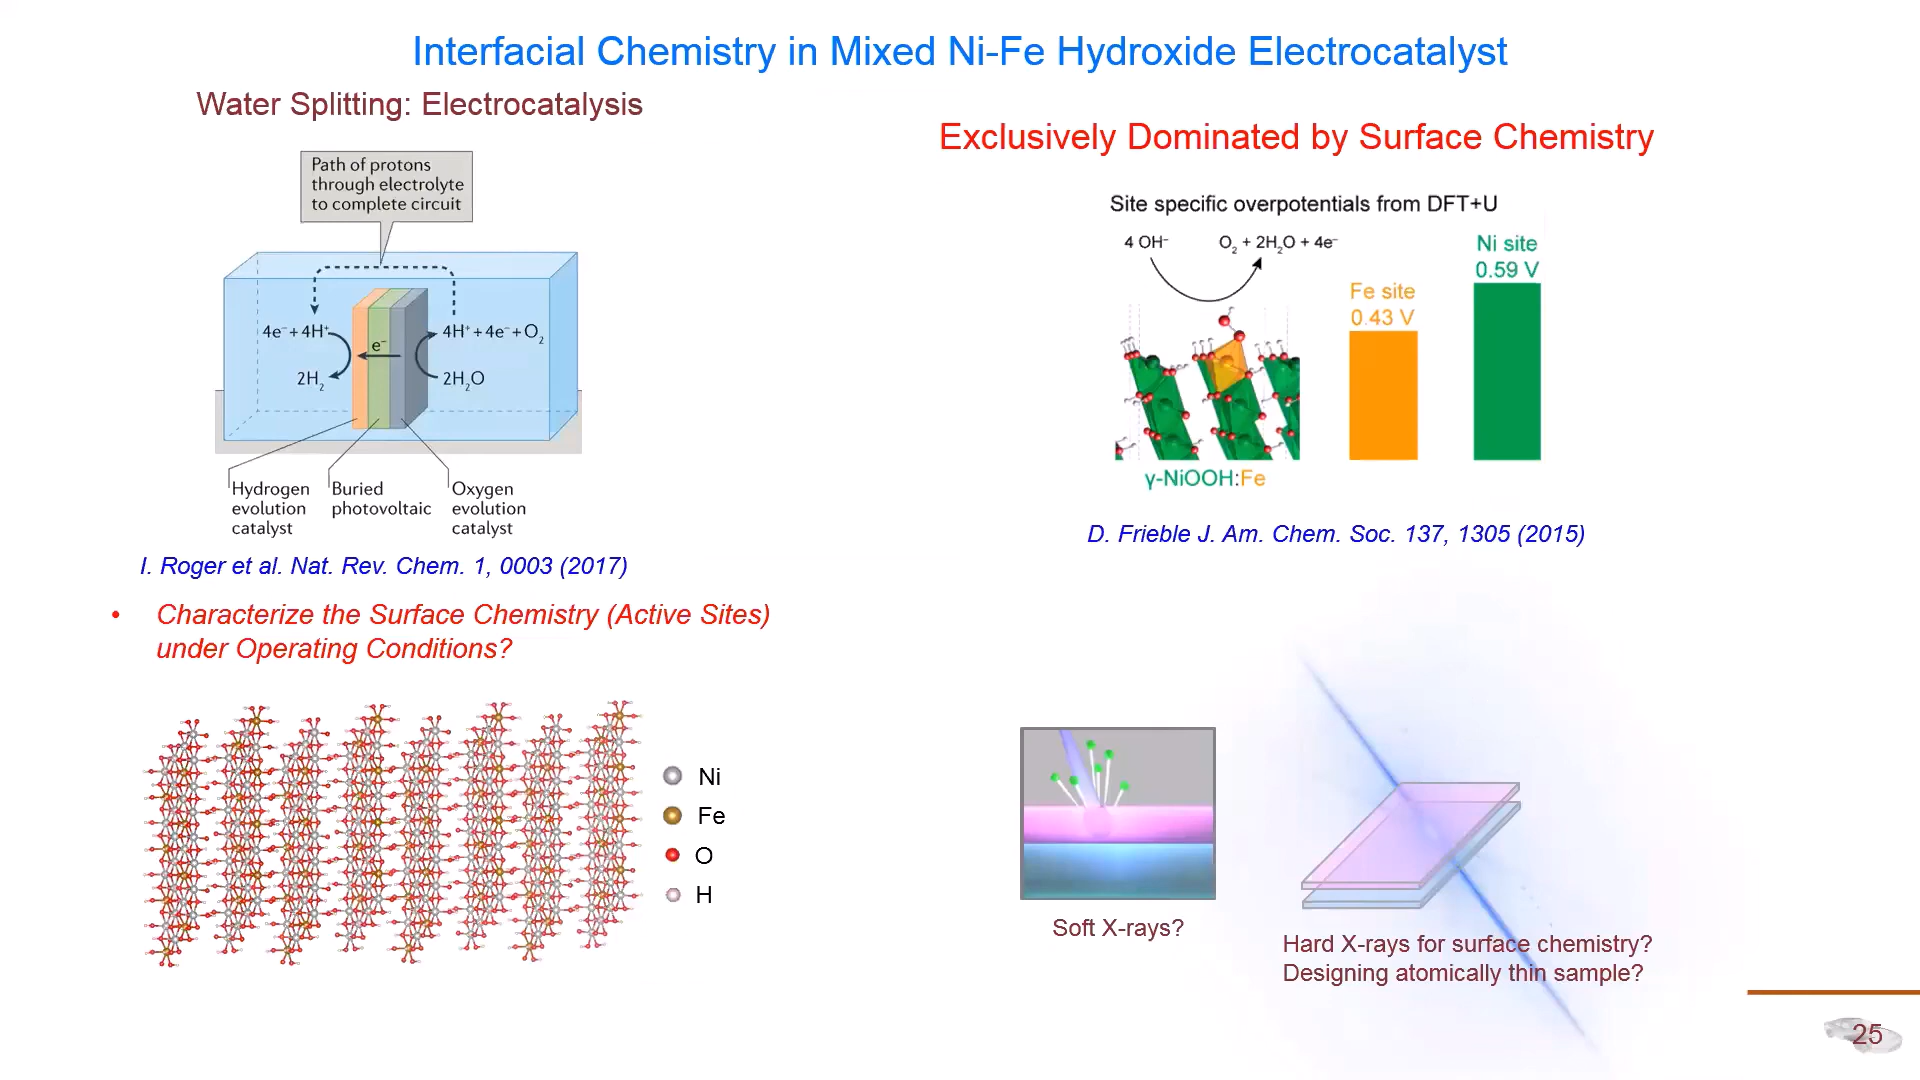 Interfacial Chemistry in Mixed Ni-Fe Hydroxide Electrocatalyst
Water Splitting: Electrocatalysis
Path of protons
through electrolyte
to complete circuit
4e⁻ + 4H⁺
e⁻
4H⁺ + 4e⁻ + O₂
2H₂
2H₂O
Hydrogen
evolution
catalyst
Buried
photovoltaic
Oxygen
evolution
catalyst
I. Roger et al. Nat. Rev. Chem. 1, 0003 (2017)
• Characterize the Surface Chemistry (Active Sites)
under Operating Conditions?
Ni
Fe
O
H
Exclusively Dominated by Surface Chemistry
Site specific overpotentials from DFT+U
4 OH⁻
O₂ + 2H₂O + 4e⁻
Fe site
0.43 V
Ni site
0.59 V
γ-NiOOH:Fe
D. Frieble J. Am. Chem. Soc. 137, 1305 (2015)
Soft X-rays?
Hard X-rays for surface chemistry?
Designing atomically thin sample?
25